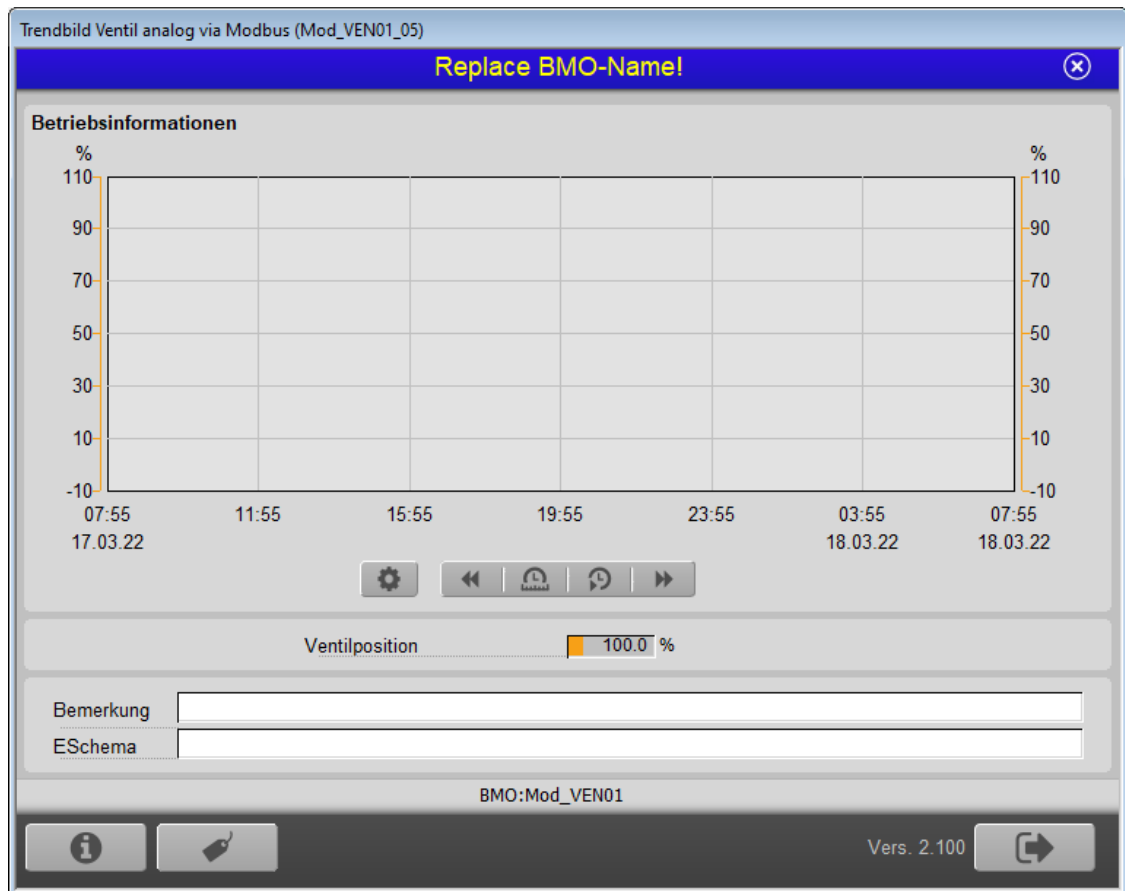 Trendbild Ventil analog via Modbus (Mod_VEN01_05)
Replace BMO-Name!
Betriebsinformationen
% %
110 110
90 90
70 70
50 50
30 30
10 10
-10 -10
07:55 11:55 15:55 19:55 23:55 03:55 07:55
17.03.22 18.03.22 18.03.22
Ventilposition 100.0 %
Bemerkung
ESchema
BMO:Mod_VEN01
Vers. 2.100